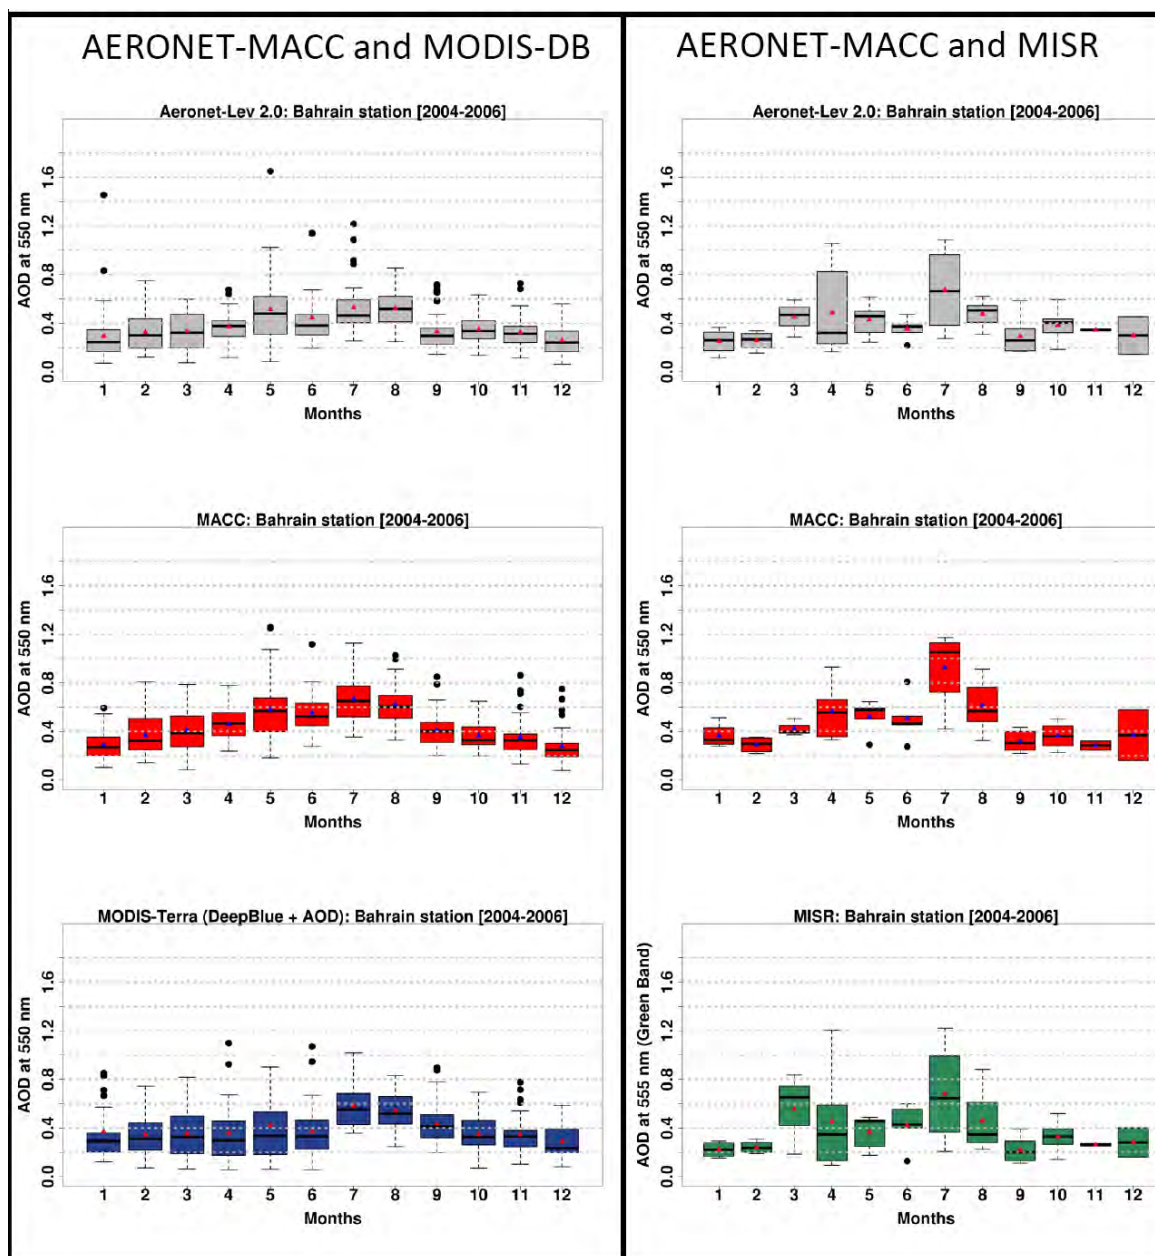 AERONET-MACC and MODIS-DB
Aeronet-Lev 2.0: Bahrain station [2004-2006]
AOD at 550 nm
0.0 0.4 0.8 1.2 1.6
1 2 3 4 5 6 7 8 9 10 11 12
Months
MACC: Bahrain station [2004-2006]
AOD at 550 nm
0.0 0.4 0.8 1.2 1.6
1 2 3 4 5 6 7 8 9 10 11 12
Months
MODIS-Terra (DeepBlue + AOD): Bahrain station [2004-2006]
AOD at 550 nm
0.0 0.4 0.8 1.2 1.6
1 2 3 4 5 6 7 8 9 10 11 12
Months
AERONET-MACC and MISR
Aeronet-Lev 2.0: Bahrain station [2004-2006]
AOD at 550 nm
0.0 0.4 0.8 1.2 1.6
1 2 3 4 5 6 7 8 9 10 11 12
Months
MACC: Bahrain station [2004-2006]
AOD at 550 nm
0.0 0.4 0.8 1.2 1.6
1 2 3 4 5 6 7 8 9 10 11 12
Months
MISR: Bahrain station [2004-2006]
AOD at 555 nm (Green Band)
0.0 0.4 0.8 1.2 1.6
1 2 3 4 5 6 7 8 9 10 11 12
Months